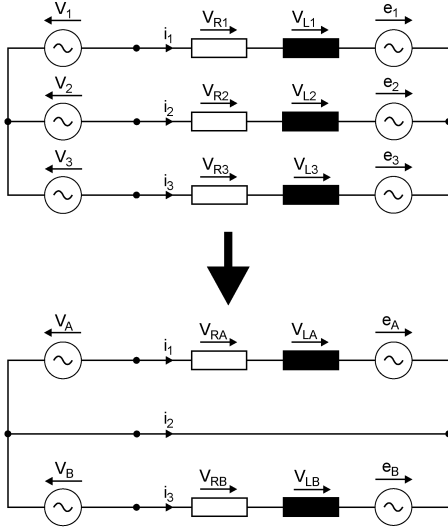 V1 VR1 VL1 e1
i1
V2 VR2 VL2 e2
i2
V3 VR3 VL3 e3
i3
VA VRA VLA eA
i1
i2
VB VRB VLB eB
i3